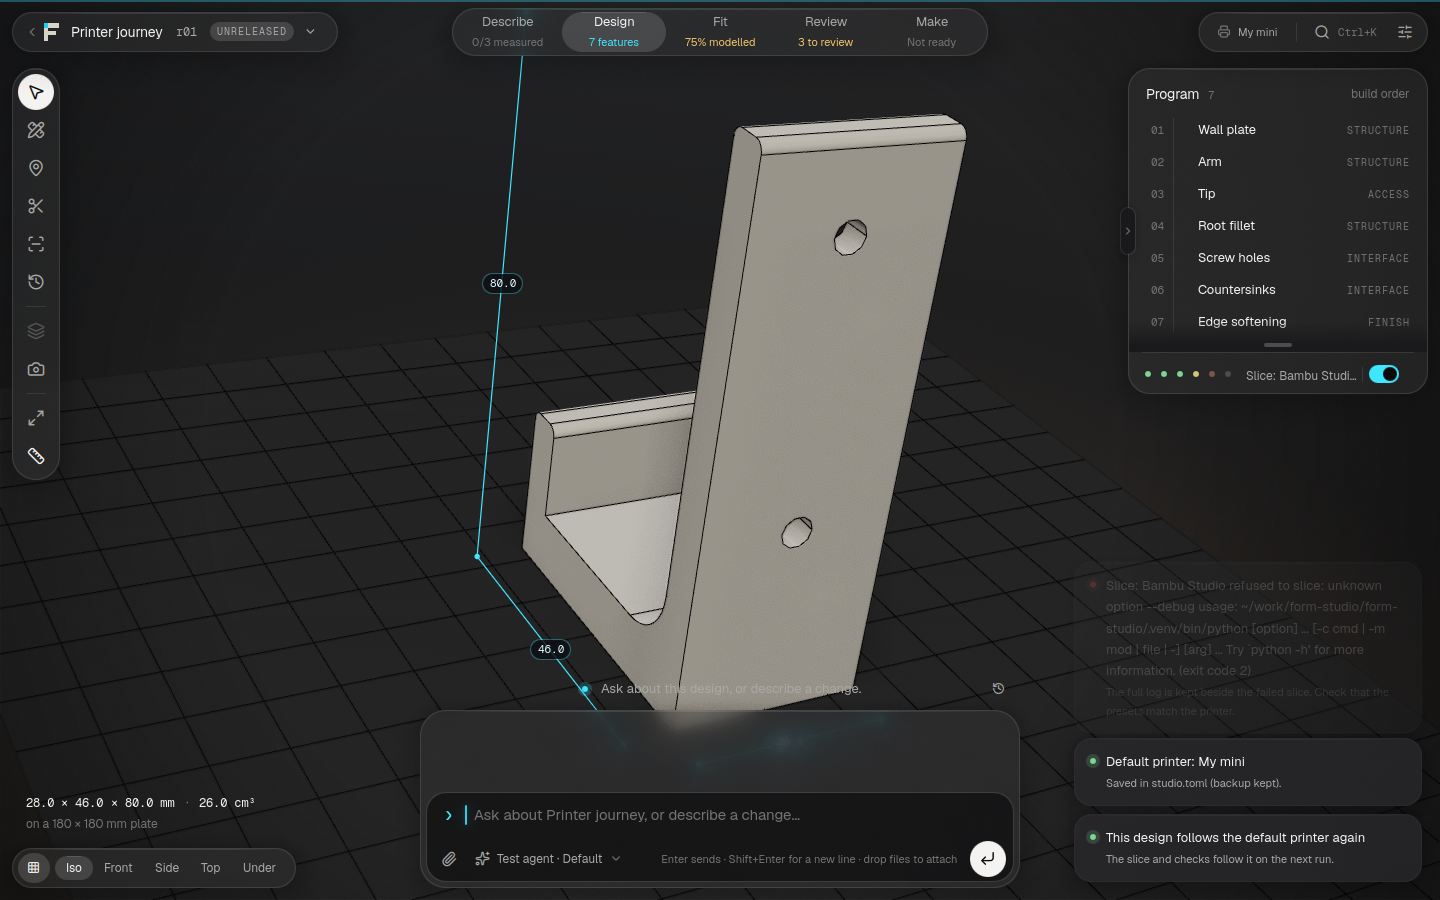 Printer journey r01 UNRELEASED
Describe
0/3 measured
Design
7 features
Fit
75% modelled
Review
3 to review
Make
Not ready
My mini
Ctrl+K
Program 7 build order
01 Wall plate STRUCTURE
02 Arm STRUCTURE
03 Tip ACCESS
04 Root fillet STRUCTURE
05 Screw holes INTERFACE
06 Countersinks INTERFACE
07 Edge softening FINISH
Slice: Bambu Studi...
80.0
46.0
Slice: Bambu Studio refused to slice: unknown
option --debug usage: ~/work/form-studio/form-
studio/.venv/bin/python [option] ... [-c cmd | -m
mod | file | -] [arg] ... Try `python -h' for more
information. (exit code 2)
The full log is kept beside the failed slice. Check that the
preset match the printer.
Default printer: My mini
Saved in studio.toml (backup kept).
This design follows the default printer again
The slice and checks follow it on the next run.
Ask about this design, or describe a change.
Ask about Printer journey, or describe a change...
Test agent · Default
Enter sends · Shift+Enter for a new line · drop files to attach
28.0 × 46.0 × 80.0 mm · 26.0 cm³
on a 180 × 180 mm plate
Iso Front Side Top Under